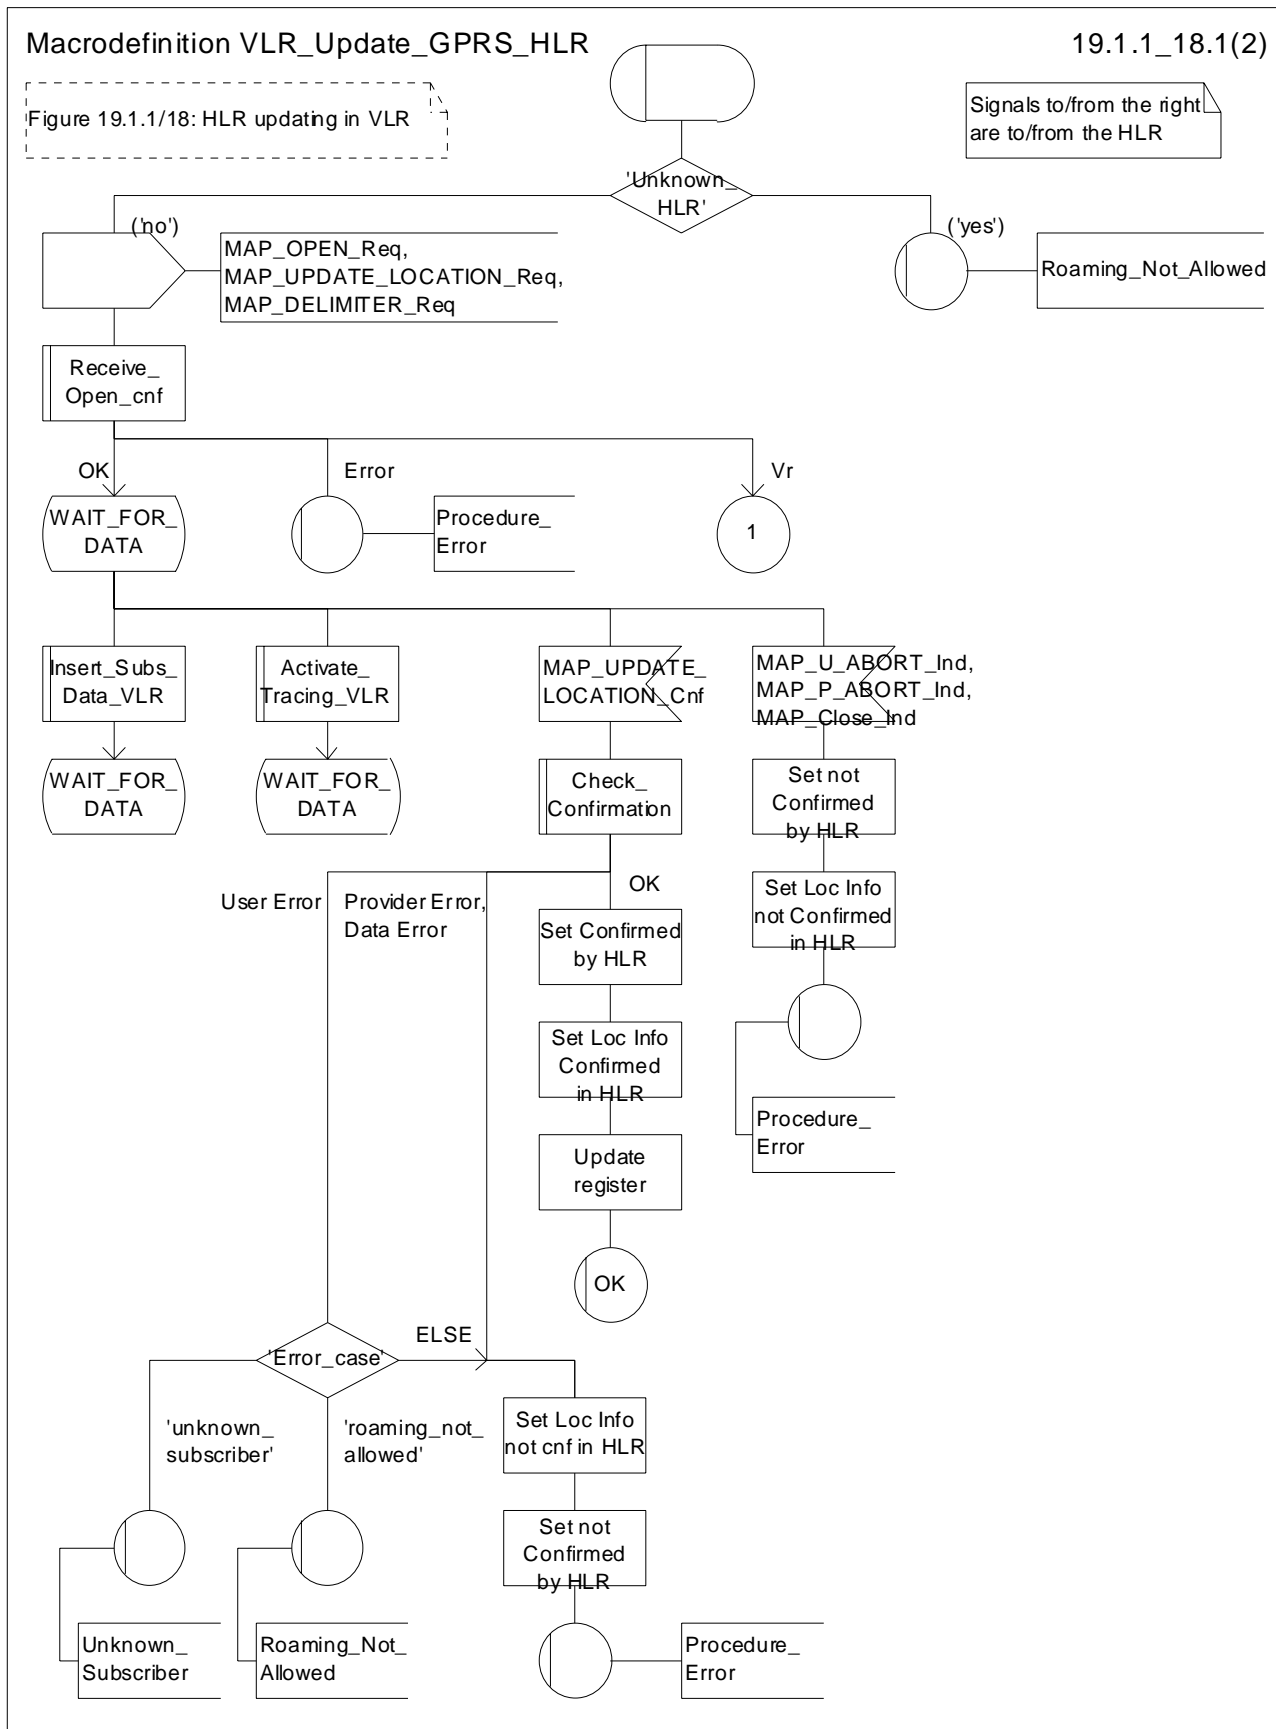 Macrodefinition VLR_Update_GPRS_HLR
19.1.1_18.1(2)
Figure 19.1.1/18: HLR updating in VLR
Signals to/from the right
are to/from the HLR
'Unknown_
HLR'
('no')
('yes')
MAP_OPEN_Req,
MAP_UPDATE_LOCATION_Req,
MAP_DELIMITER_Req
Roaming_Not_Allowed
Receive_
Open_cnf
OK
Error
Vr
WAIT_FOR_
DATA
Procedure_
Error
1
Insert_Subs_
Data_VLR
Activate_
Tracing_VLR
MAP_UPDATE_
LOCATION_Cnf
MAP_U_ABORT_Ind,
MAP_P_ABORT_Ind,
MAP_Close_Ind
WAIT_FOR_
DATA
WAIT_FOR_
DATA
Check_
Confirmation
Set not
Confirmed
by HLR
User Error
Provider Error,
Data Error
OK
Set Confirmed
by HLR
Set Loc Info
not Confirmed
in HLR
Set Loc Info
Confirmed
in HLR
Procedure_
Error
Update
register
OK
'Error_case'
ELSE
'unknown_
subscriber'
'roaming_not_
allowed'
Set Loc Info
not cnf in HLR
Set not
Confirmed
by HLR
Unknown_
Subscriber
Roaming_Not_
Allowed
Procedure_
Error